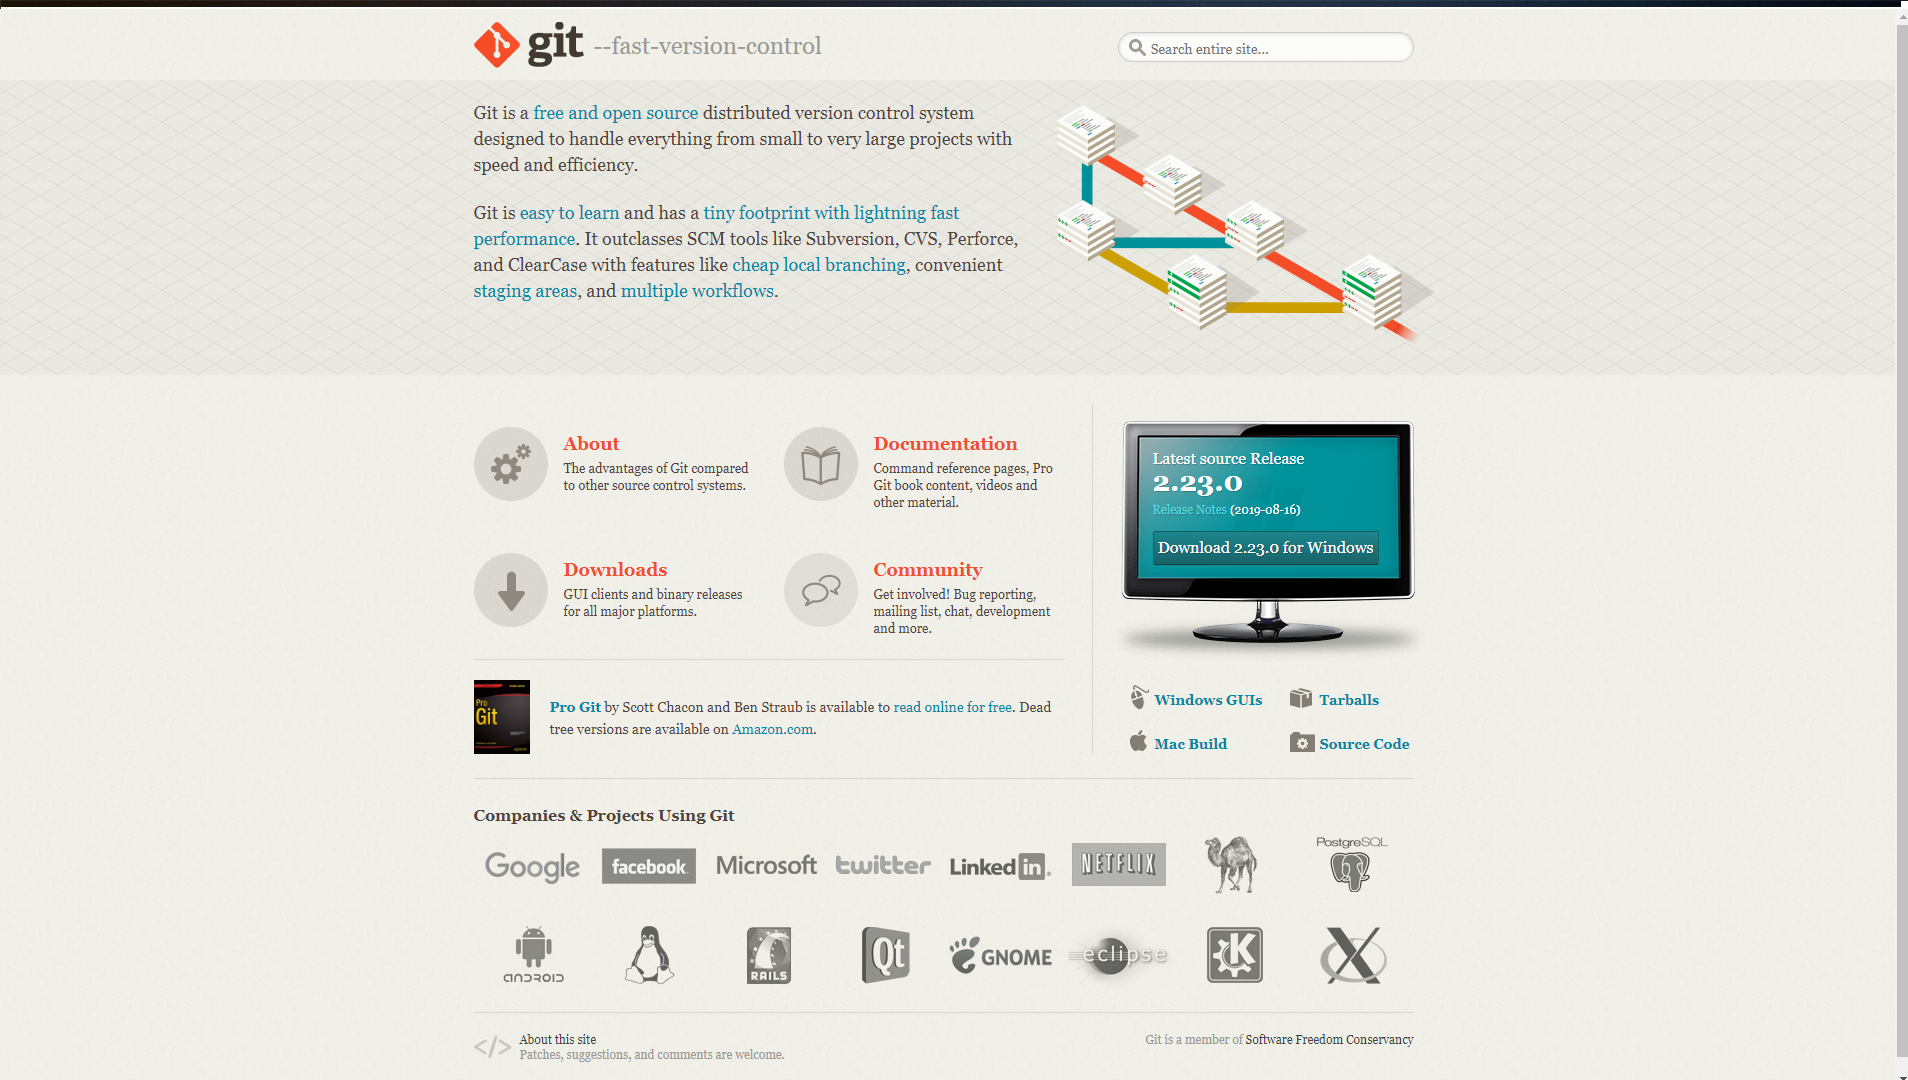 git --fast-version-control
Search entire site...
Git is a free and open source distributed version control system
designed to handle everything from small to very large projects with
speed and efficiency.
Git is easy to learn and has a tiny footprint with lightning fast
performance. It outclasses SCM tools like Subversion, CVS, Perforce,
and ClearCase with features like cheap local branching, convenient
staging areas, and multiple workflows.
About
The advantages of Git compared
to other source control systems.
Documentation
Command reference pages, Pro
Git book content, videos and
other material.
Downloads
GUI clients and binary releases
for all major platforms.
Community
Get involved! Bug reporting,
mailing list, chat, development
and more.
Latest source Release
2.23.0
Release Notes (2019-08-16)
Download 2.23.0 for Windows
Pro
Git
Pro Git by Scott Chacon and Ben Straub is available to read online for free. Dead
tree versions are available on Amazon.com.
Windows GUIs
Tarballs
Mac Build
Source Code
Companies & Projects Using Git
Google facebook Microsoft twitter Linked in NETFLIX PostgreSQL
android RAILS Qt GNOME eclipse K X
</> About this site
Patches, suggestions, and comments are welcome.
Git is a member of Software Freedom Conservancy